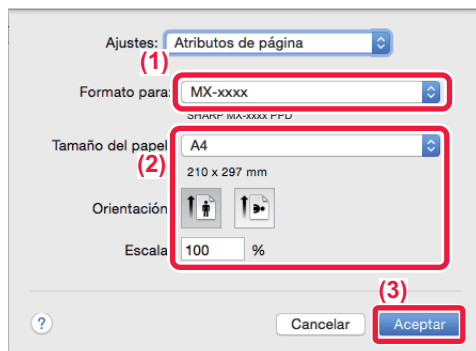 Ajustes: Atributos de página
(1)
Formato para: MX-xxxx
SHARP MX-xxxx PPD
Tamaño del papel A4
(2)
210 x 297 mm
Orientación
Escala 100 %
(3)
? Cancelar Aceptar